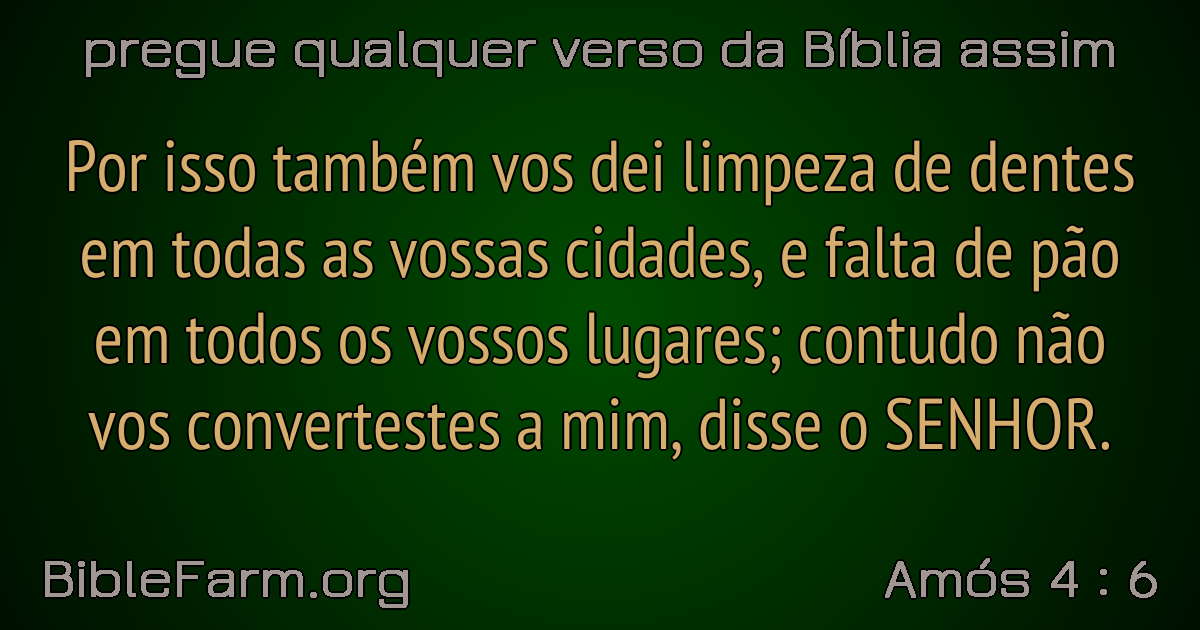 pregue qualquer verso da Bíblia assim
Por isso também vos dei limpeza de dentes
em todas as vossas cidades, e falta de pão
em todos os vossos lugares; contudo não
vos convertestes a mim, disse o SENHOR.
BibleFarm.org
Amós 4 : 6